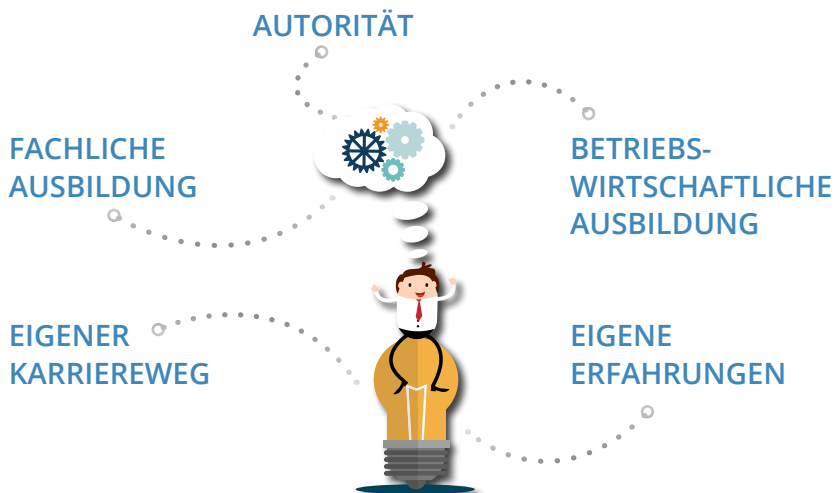 AUTORITÄT
FACHLICHE
AUSBILDUNG
BETRIEBS-
WIRTSCHAFTLICHE
AUSBILDUNG
EIGENER
KARRIEREWEG
EIGENE
ERFAHRUNGEN